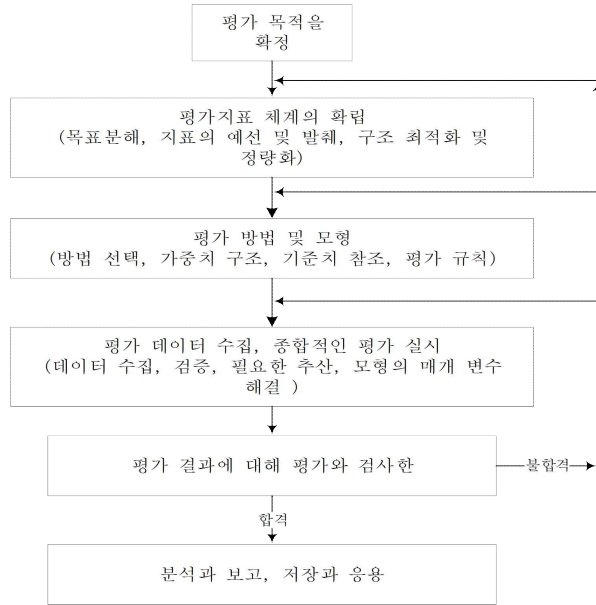 평가 목적을
확정
평가지표 체계의 확립
(목표분해, 지표의 예선 및 발췌, 구조 최적화 및
정량화)
평가 방법 및 모형
(방법 선택, 가중치 구조, 기준치 참조, 평가 규칙)
평가 데이터 수집, 종합적인 평가 실시
(데이터 수집, 검증, 필요한 추산, 모형의 매개 변수
해결 )
평가 결과에 대해 평가와 검사한
불합격
합격
분석과 보고, 저장과 응용